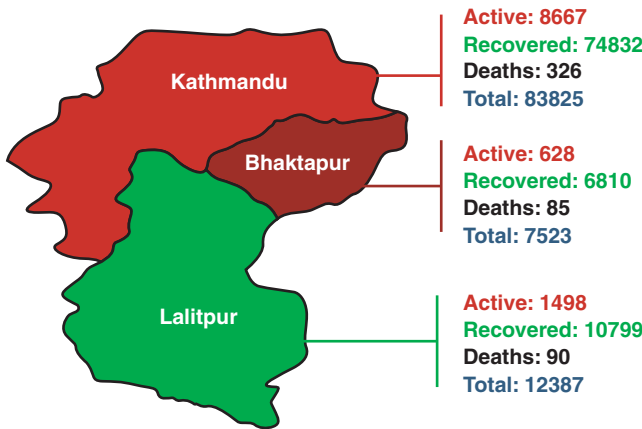 Kathmandu
Active: 8667
Recovered: 74832
Deaths: 326
Total: 83825
Bhaktapur
Active: 628
Recovered: 6810
Deaths: 85
Total: 7523
Lalitpur
Active: 1498
Recovered: 10799
Deaths: 90
Total: 12387